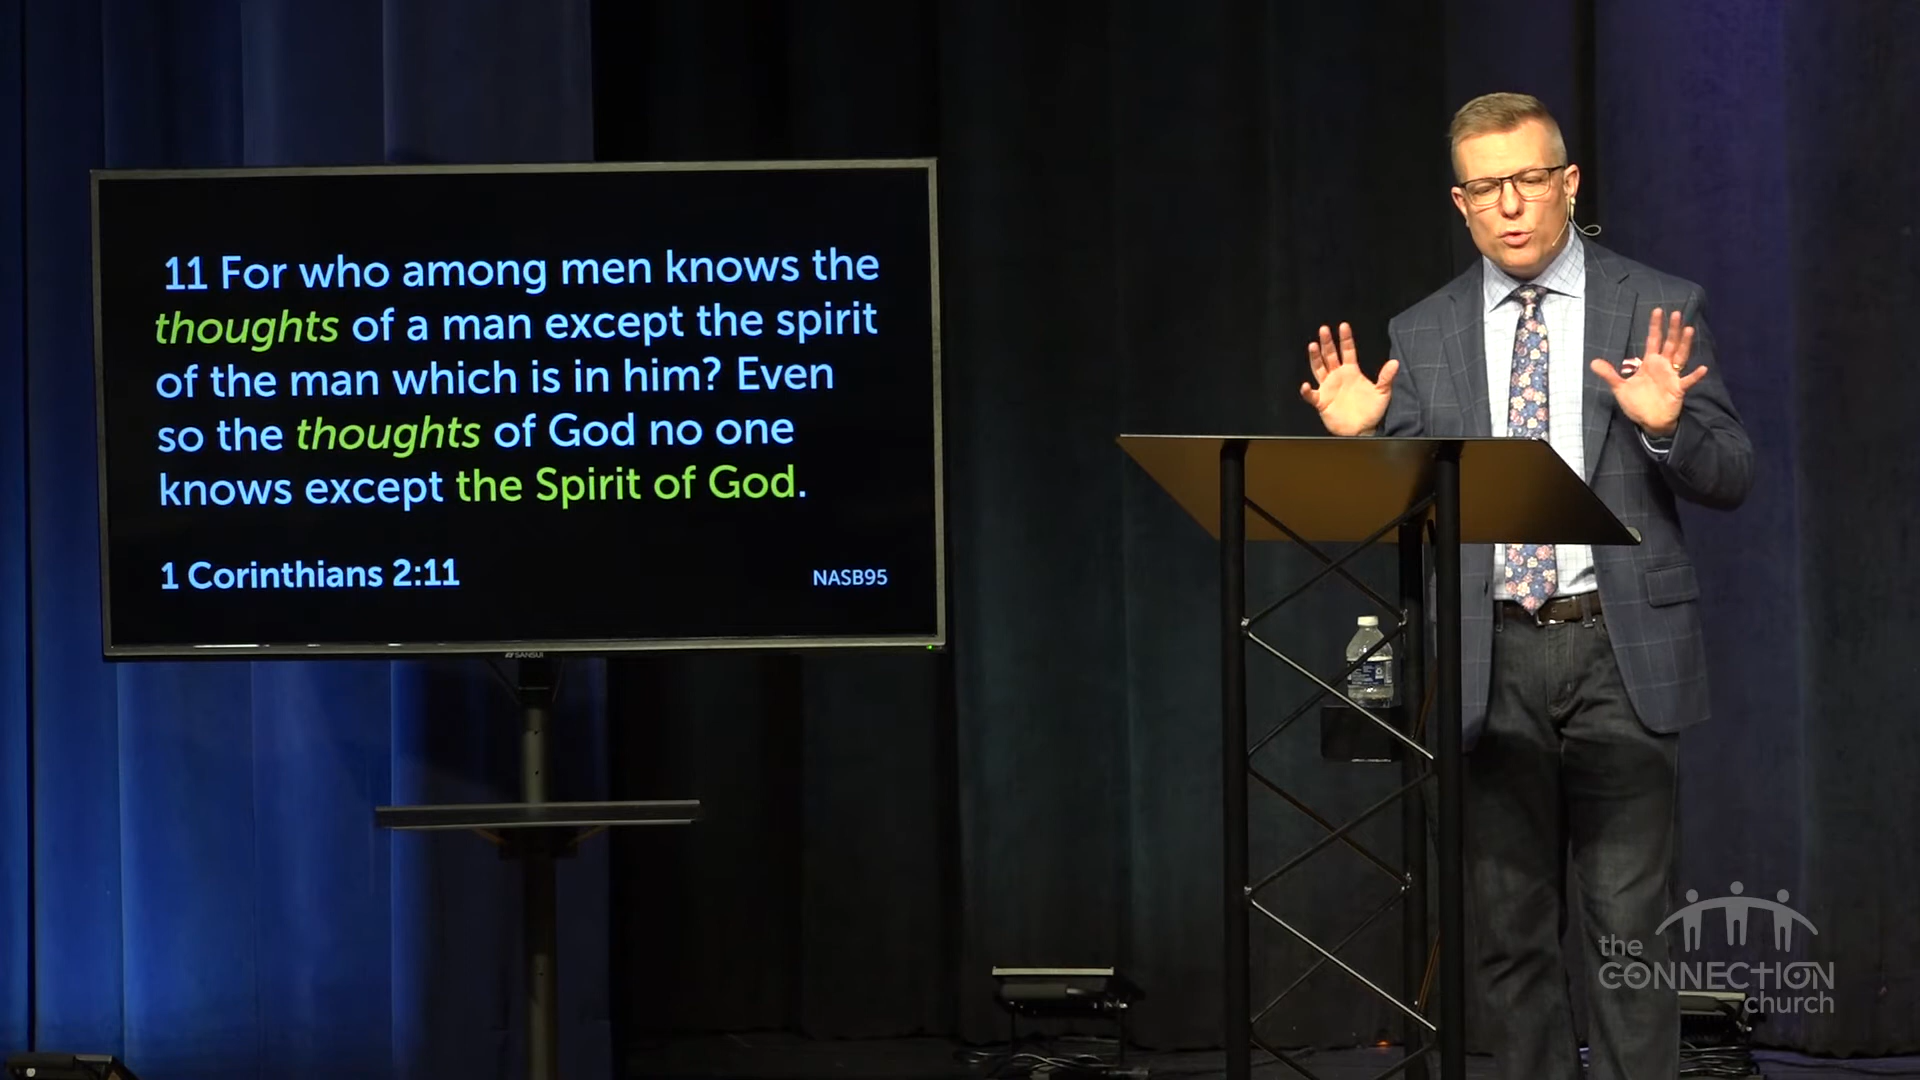 11 For who among men knows the
thoughts of a man except the spirit
of the man which is in him? Even
so the thoughts of God no one
knows except the Spirit of God.
1 Corinthians 2:11
NASB95
SANSUI
the
CONNECTION
church